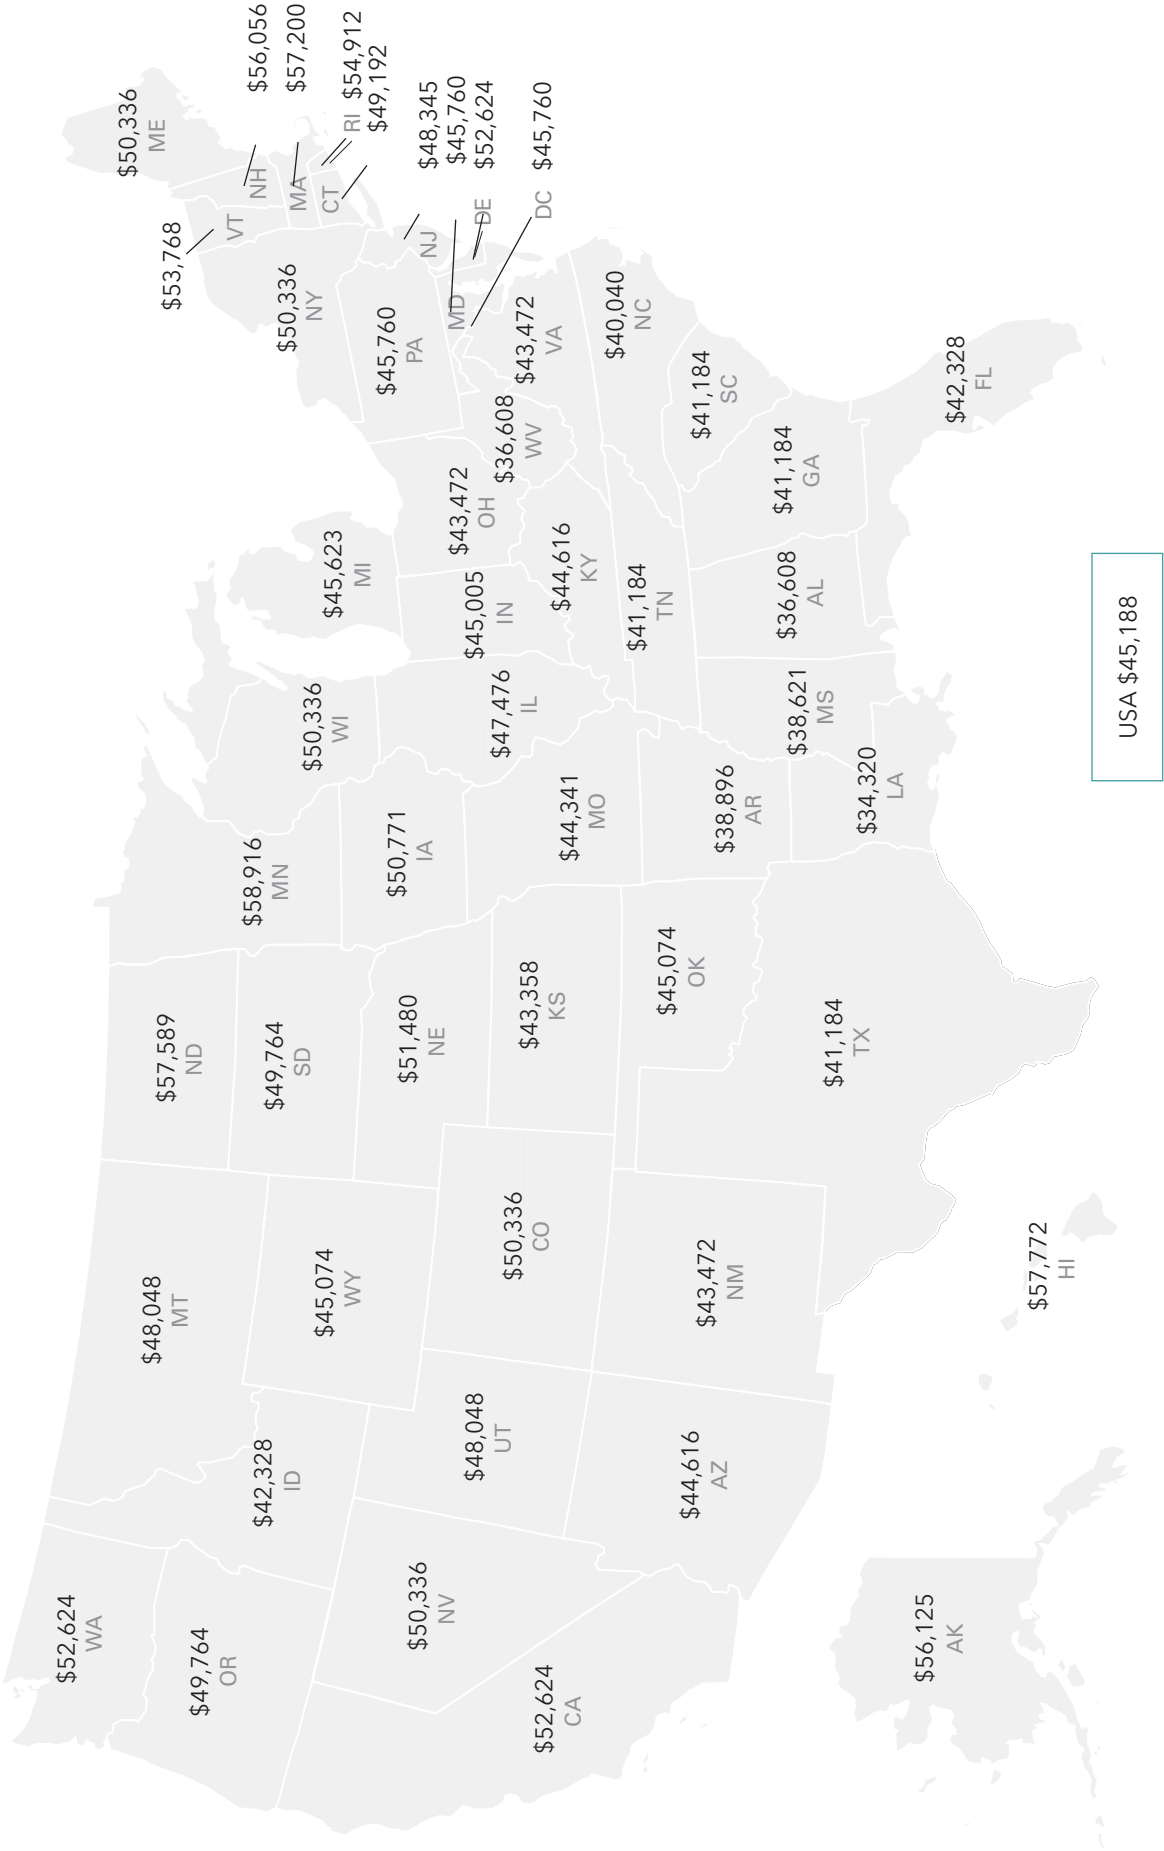 $52,624
WA
$49,764
OR
$52,624
CA
$50,336
NV
$42,328
ID
$48,048
MT
$45,074
WY
$48,048
UT
$44,616
AZ
$50,336
CO
$43,472
NM
$57,589
ND
$49,764
SD
$51,480
NE
$43,358
KS
$45,074
OK
$41,184
TX
$58,916
MN
$50,771
IA
$44,341
MO
$38,896
AR
$34,320
LA
$50,336
WI
$47,476
IL
$45,623
MI
$45,005
IN
$43,472
OH
$44,616
KY
$41,184
TN
$38,621
MS
$36,608
AL
$41,184
GA
$42,328
FL
$41,184
SC
$40,040
NC
$43,472
VA
$36,608
WV
$45,760
PA
$50,336
NY
$53,768
VT
$50,336
ME
NH
$56,056
MA
$57,200
RI $54,912
CT
$49,192
NJ
$48,345
MD
$45,760
DE
$52,624
DC $45,760
$56,125
AK
$57,772
HI
USA $45,188